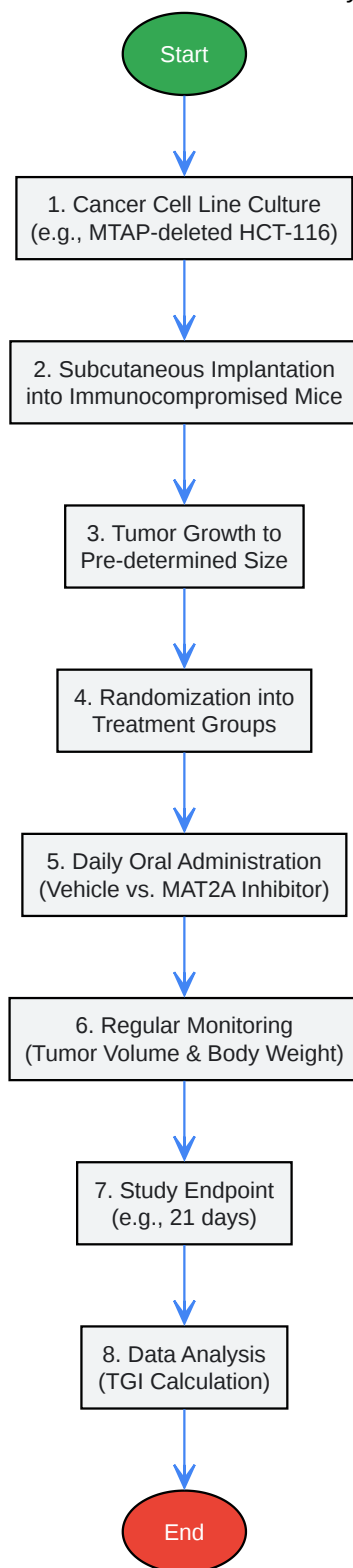 Start
1. Cancer Cell Line Culture
(e.g., MTAP-deleted HCT-116)
2. Subcutaneous Implantation
into Immunocompromised Mice
3. Tumor Growth to
Pre-determined Size
4. Randomization into
Treatment Groups
5. Daily Oral Administration
(Vehicle vs. MAT2A Inhibitor)
6. Regular Monitoring
(Tumor Volume & Body Weight)
7. Study Endpoint
(e.g., 21 days)
8. Data Analysis
(TGI Calculation)
End